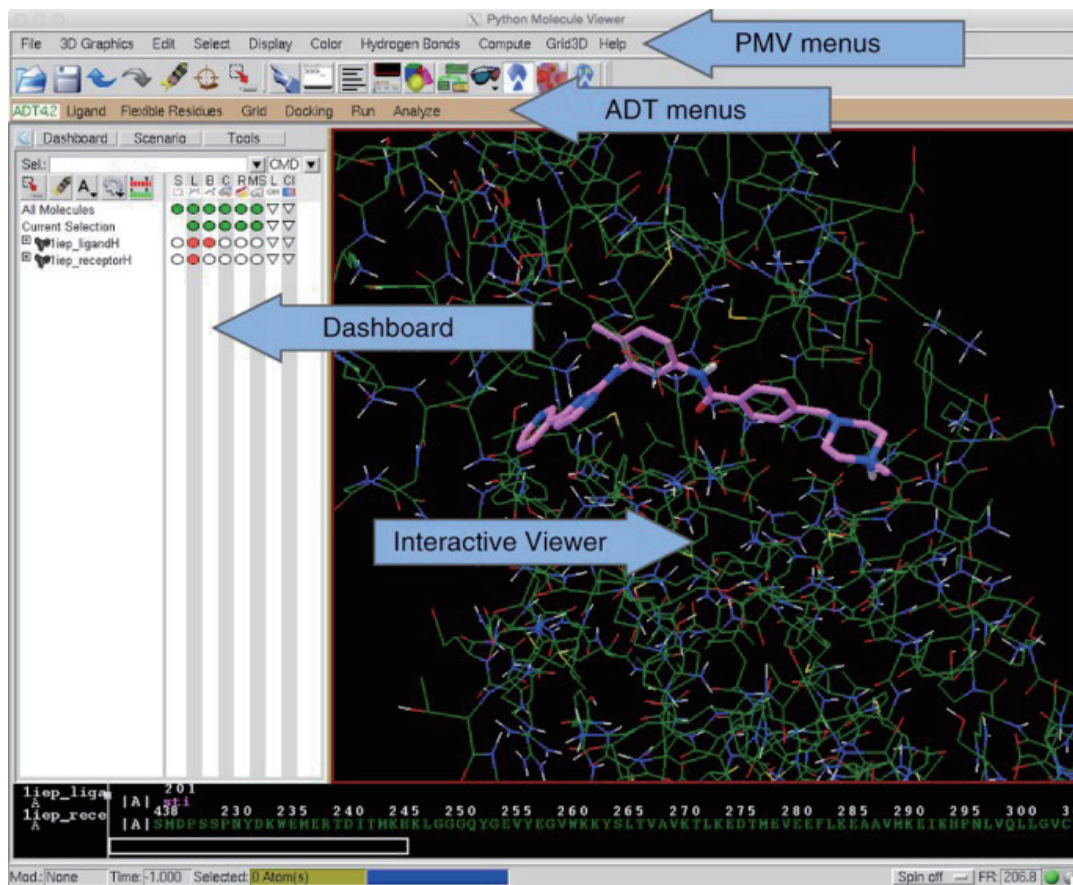 Python Molecule Viewer
File 3D Graphics Edit Select Display Color Hydrogen Bonds Compute Grid3D Help
PMV menus
ADT4.2 Ligand Flexible Residues Grid Docking Run Analyze
ADT menus
Dashboard Scenario Tools
Sel.: CMD
S L B C R MS L Cl
All Molecules
Current Selection
1iep_ligandH
1iep_receptorH
Dashboard
Interactive Viewer
201
1iep_liga |A| sti
A
438 230 235 240 245 250 255 260 265 270 275 280 285 290 295 300
1iep_rece |A| SMDPSSPNYDKWEMERTDITMKHKLGGGQYGEVYEGVWKKYSLTVAVKTLKEDTMEVEEFLKEAAVMKEIKHPNLVQLLGVC
A
Mod.: None Time: -1.000 Selected: 0 Atom(s) Spin off FR: 206.8